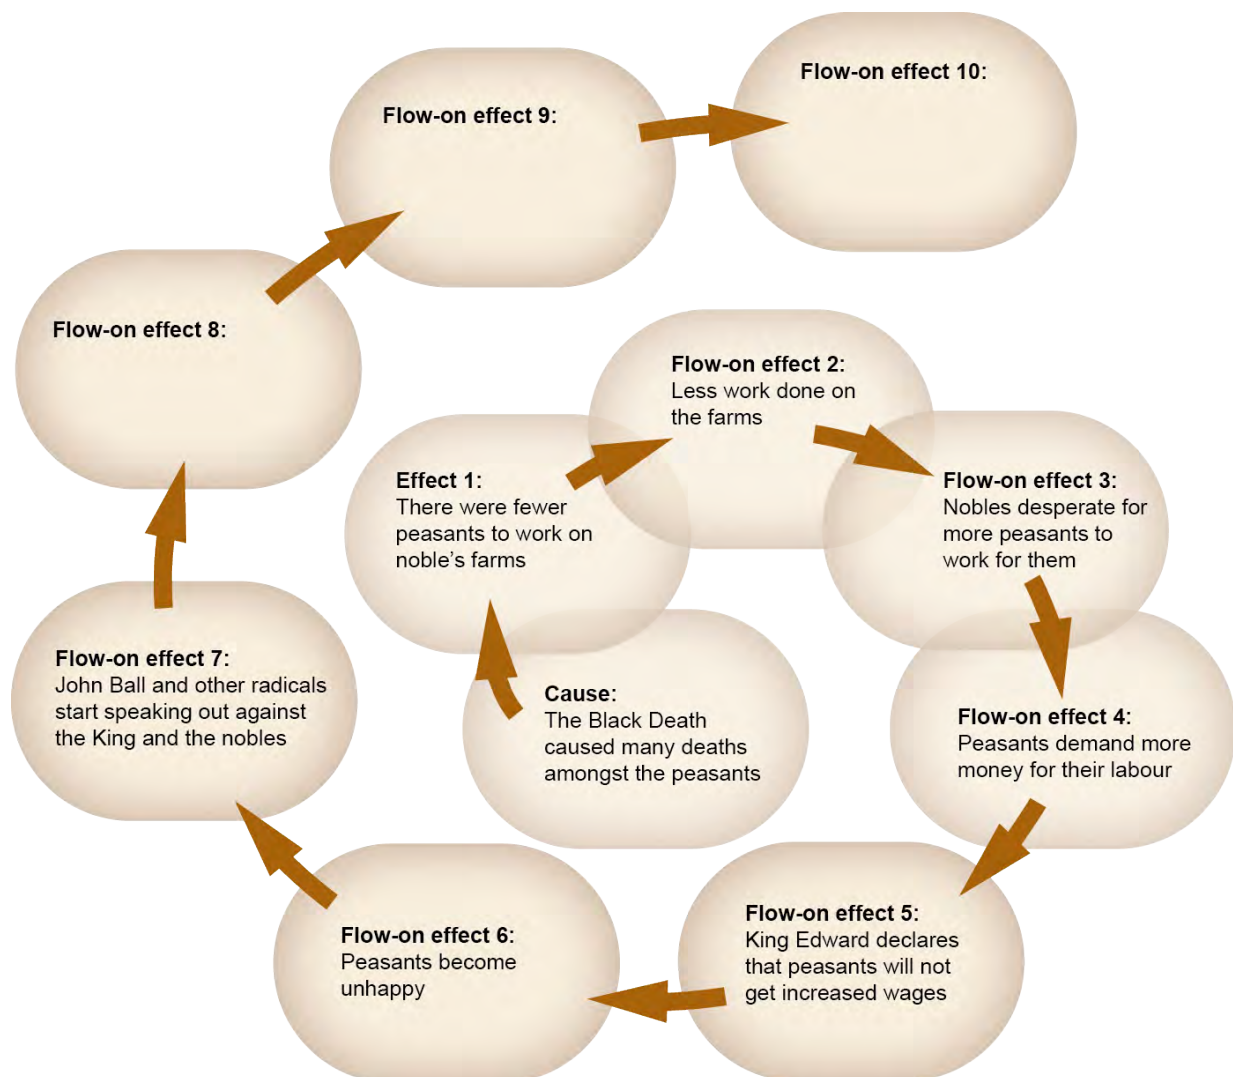 Flow-on effect 10:
Flow-on effect 9:
Flow-on effect 8:
Flow-on effect 2:
Less work done on
the farms
Effect 1:
There were fewer
peasants to work on
noble's farms
Flow-on effect 3:
Nobles desperate for
more peasants to
work for them
Flow-on effect 7:
John Ball and other radicals
start speaking out against
the King and the nobles
Cause:
The Black Death
caused many deaths
amongst the peasants
Flow-on effect 4:
Peasants demand more
money for their labour
Flow-on effect 6:
Peasants become
unhappy
Flow-on effect 5:
King Edward declares
that peasants will not
get increased wages